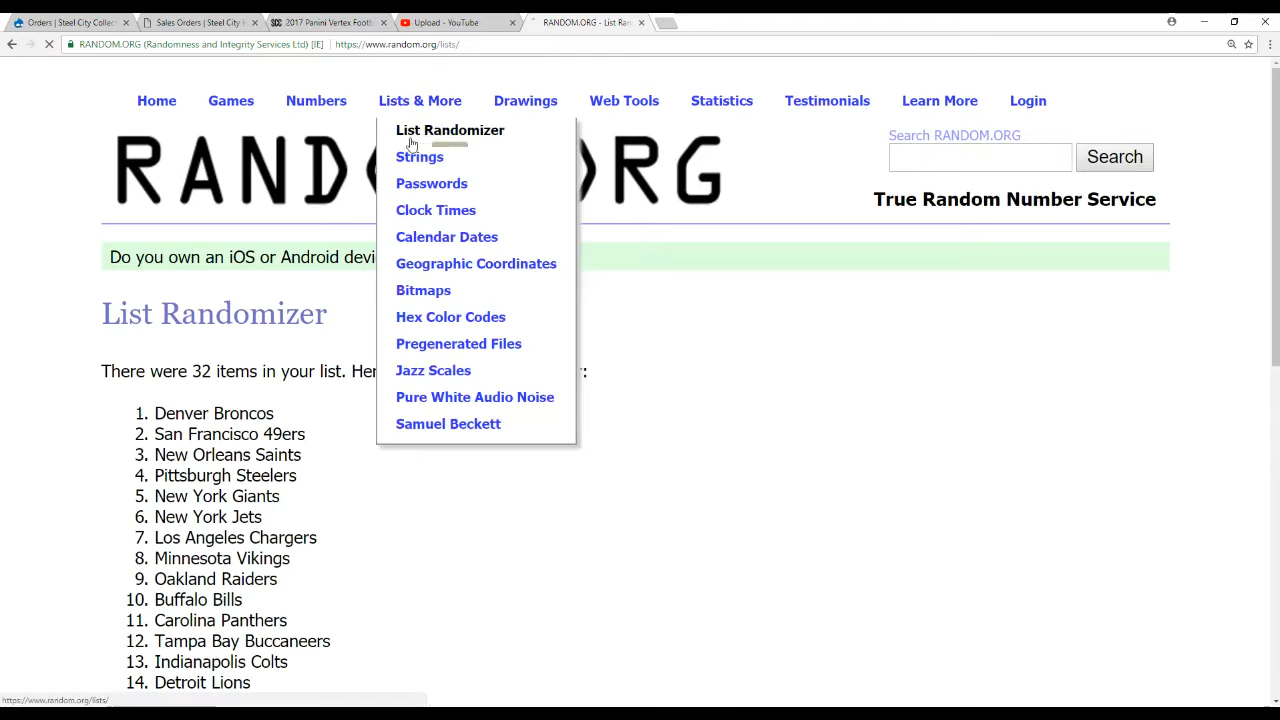 Orders | Steel City Collec
Sales Orders | Steel City H
2017 Panini Vertex Footb
Upload - YouTube
RANDOM.ORG - List Ran
RANDOM.ORG (Randomness and Integrity Services Ltd) [IE]
https://www.random.org/lists/
Home
Games
Numbers
Lists & More
Drawings
Web Tools
Statistics
Testimonials
Learn More
Login
List Randomizer
Strings
Passwords
Clock Times
Calendar Dates
Geographic Coordinates
Bitmaps
Hex Color Codes
Pregenerated Files
Jazz Scales
Pure White Audio Noise
Samuel Beckett
RANDOM.ORG
Search RANDOM.ORG
Search
True Random Number Service
Do you own an iOS or Android devi
List Randomizer
There were 32 items in your list. Her
:
1. Denver Broncos
2. San Francisco 49ers
3. New Orleans Saints
4. Pittsburgh Steelers
5. New York Giants
6. New York Jets
7. Los Angeles Chargers
8. Minnesota Vikings
9. Oakland Raiders
10. Buffalo Bills
11. Carolina Panthers
12. Tampa Bay Buccaneers
13. Indianapolis Colts
14. Detroit Lions
https://www.random.org/lists/